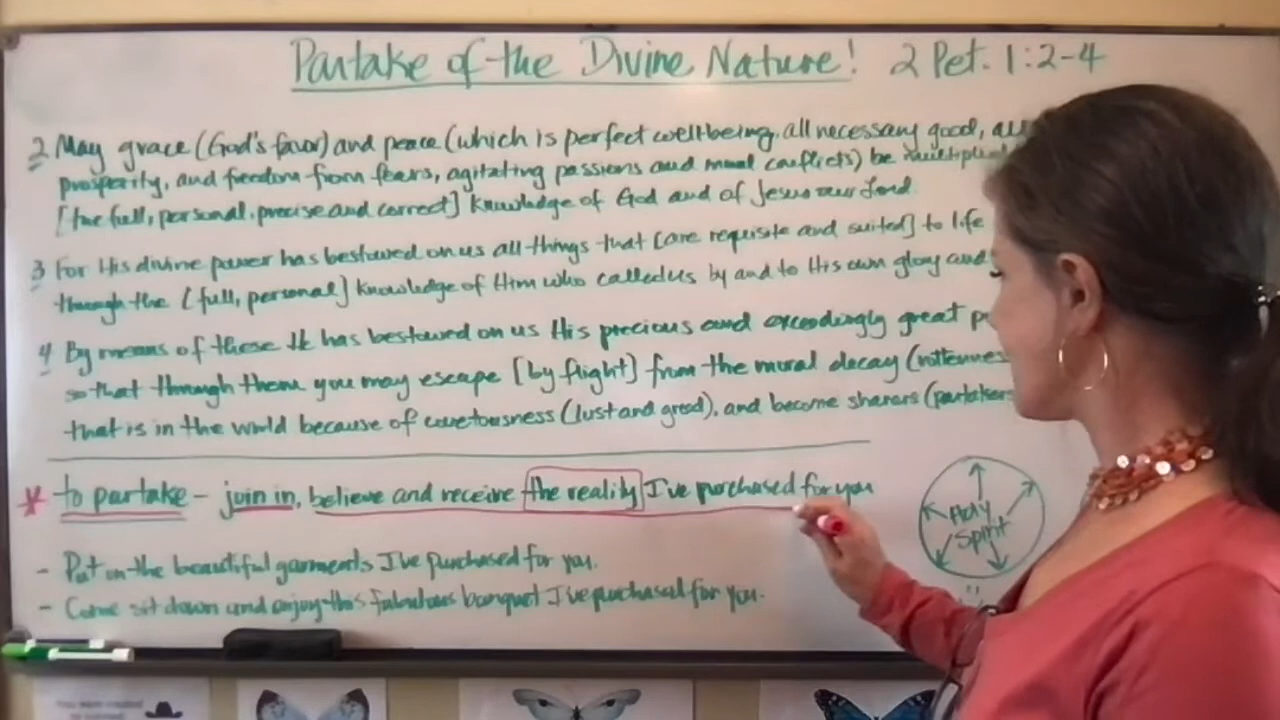 Partake of the Divine Nature! 2 Pet. 1:2-4
2 May grace (God's favor) and peace (which is perfect wellbeing, all necessary good, all
prosperity, and freedom from fears, agitating passions and moral conflicts) be multiplied
[the full, personal, precise and correct] knowledge of God and of Jesus our Lord.
3 For His divine power has bestowed on us all things that [are requisite and suited] to life
through the [full, personal] knowledge of Him who called us by and to His own glory and
4 By means of these He has bestowed on us His precious and exceedingly great p
so that through them you may escape [by flight] from the moral decay (rottennes
that is in the world because of covetousness (lust and greed), and become sharers (partakers
* to partake - join in, believe and receive the reality I've purchased for you
Holy
Spirit
- Put on the beautiful garments I've purchased for you.
- Come sit down and enjoy this fabulous banquet I've purchased for you.